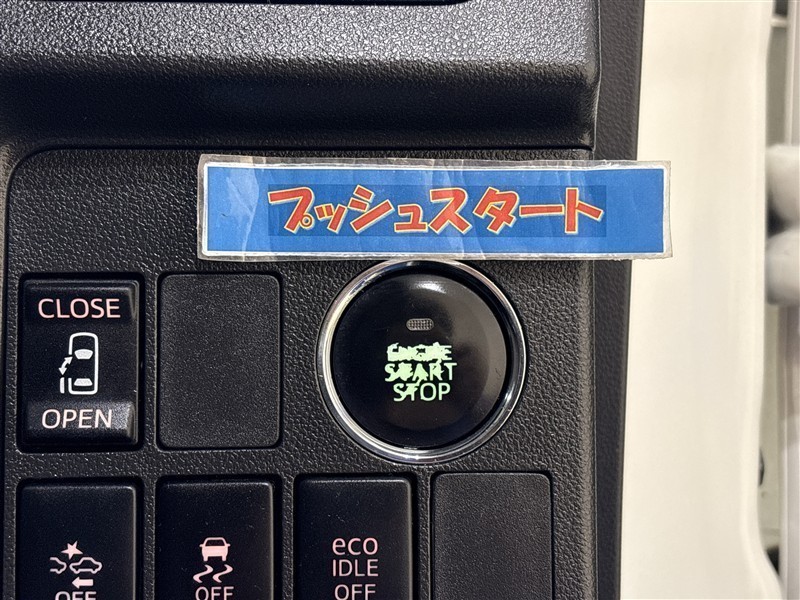 プッシュスタート
CLOSE
OPEN
ENGINE
START
STOP
OFF
OFF
eco
IDLE
OFF